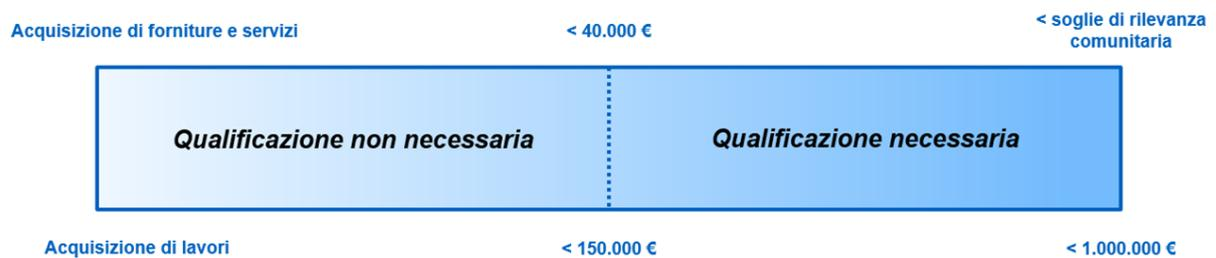 Acquisizione di forniture e servizi
< 40.000 €
< soglie di rilevanza
comunitaria
Qualificazione non necessaria
Qualificazione necessaria
Acquisizione di lavori
< 150.000 €
< 1.000.000 €